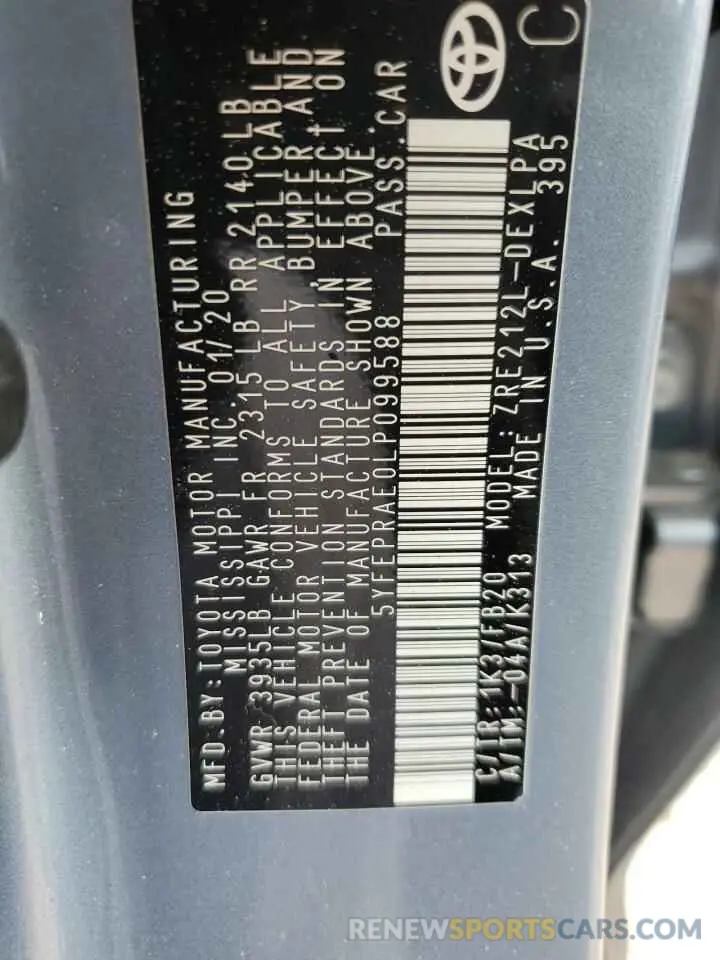 MFD.BY: TOYOTA MOTOR MANUFACTURING
MISSISSIPPI INC. 01/20
GVWR 3935LB GAWR FR 2315LB RR 2140LB
THIS VEHICLE CONFORMS TO ALL APPLICABLE
FEDERAL MOTOR VEHICLE SAFETY, BUMPER AND
THEFT PREVENTION STANDARDS IN EFFECT ON
THE DATE OF MANUFACTURE SHOWN ABOVE.
5YFEPRAE0LP099588 PASS.CAR
C/TR: 1K3/FB20 MODEL: ZRE212L-DEXLPA
A/TM: -04A/K313 MADE IN U.S.A. 395
C
RENEWSPORTSCARS.COM